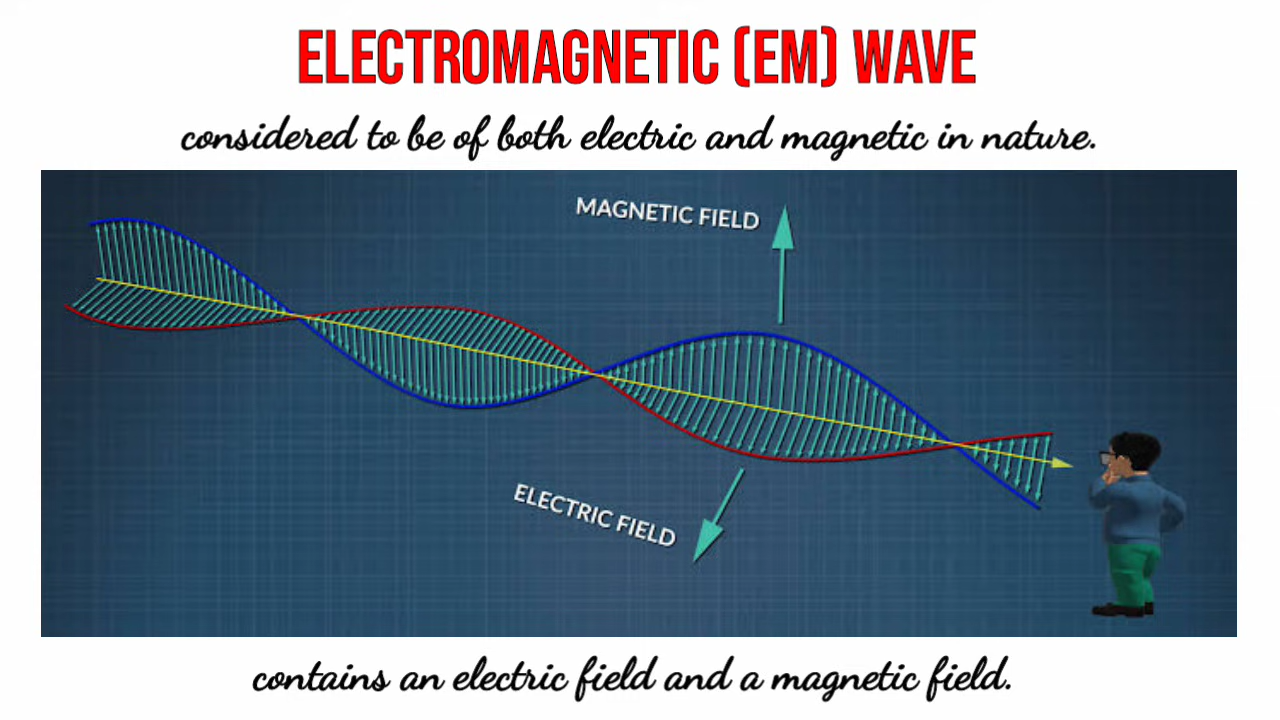 ELECTROMAGNETIC (EM) WAVE
considered to be of both electric and magnetic in nature.
MAGNETIC FIELD
ELECTRIC FIELD
contains an electric field and a magnetic field.